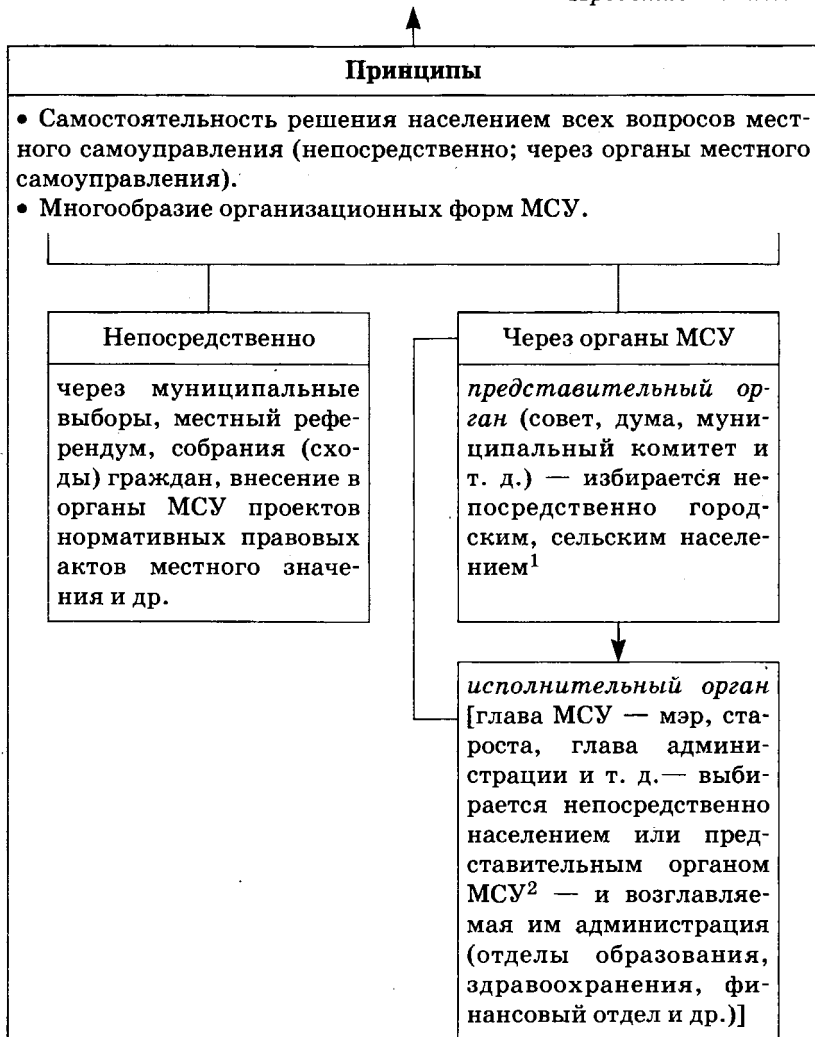 Принципы
• Самостоятельность решения населением всех вопросов мест-
ного самоуправления (непосредственно; через органы местного
самоуправления).
• Многообразие организационных форм МСУ.
Непосредственно
через муниципальные
выборы, местный рефе-
рендум, собрания (схо-
ды) граждан, внесение в
органы МСУ проектов
нормативных правовых
актов местного значе-
ния и др.
Через органы МСУ
представительный ор-
ган (совет, дума, муни-
ципальный комитет и
т. д.) — избирается не-
посредственно город-
ским, сельским населе-
нием¹
исполнительный орган
[глава МСУ — мэр, ста-
роста, глава админи-
страции и т. д.— выби-
рается непосредственно
населением или пред-
ставительным органом
МСУ² — и возглавляе-
мая им администрация
(отделы образования,
здравоохранения, фи-
нансовый отдел и др.)]